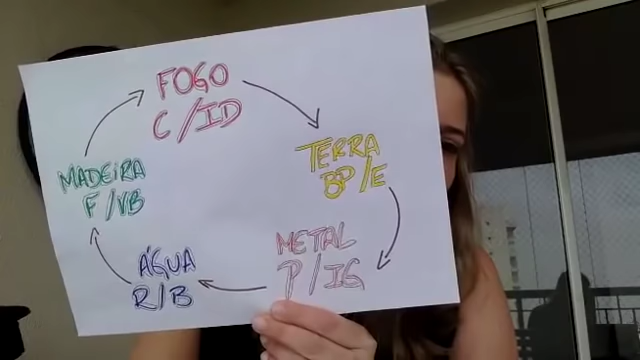 FOGO
C/ID
TERRA
BP/E
METAL
P/IG
ÁGUA
R/B
MADEIRA
F/VB